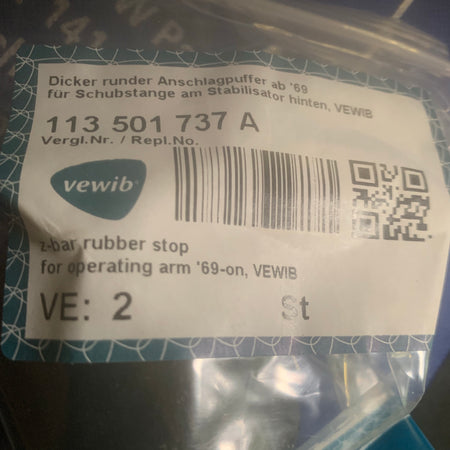 Dicker runder Anschlagpuffer ab '69
für Schubstange am Stabilisator hinten, VEWIB
113 501 737 A
Vergl.Nr. / Repl.No.
vewib
z-bar rubber stop
for operating arm '69-on, VEWIB
VE: 2 St